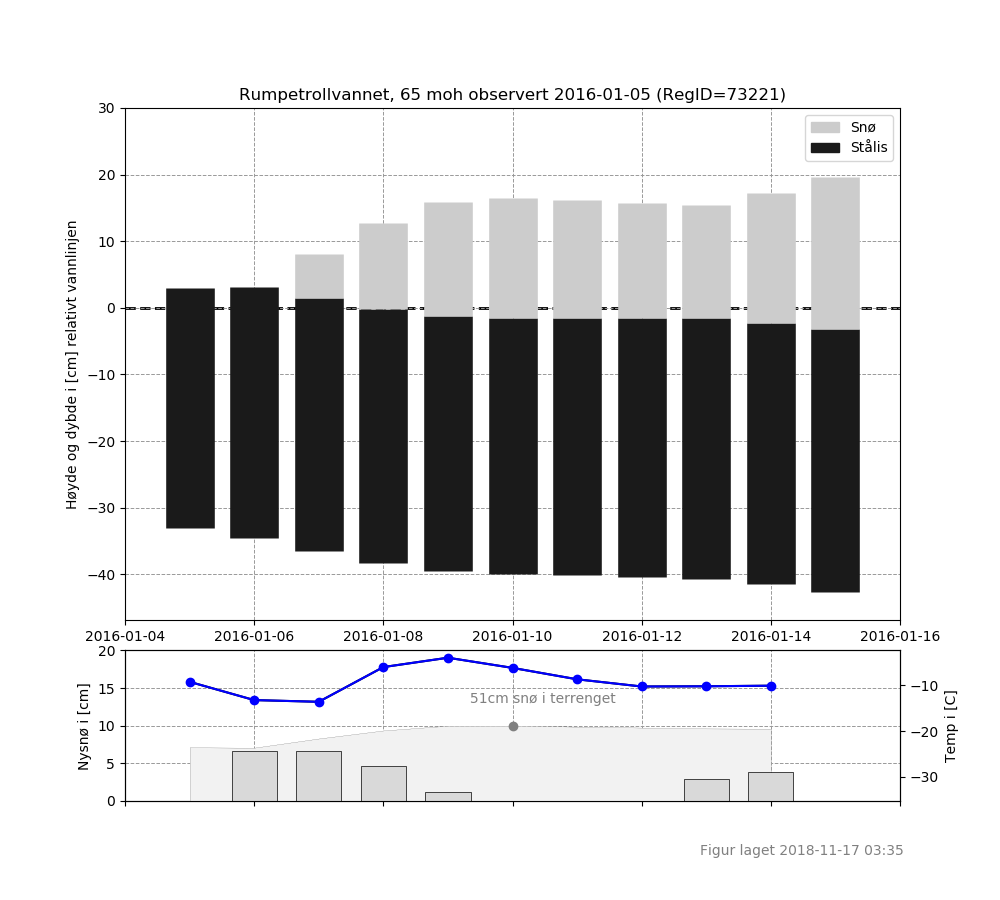 Rumpetrollvannet, 65 moh observert 2016-01-05 (RegID=73221)
Snø
Stålis
Høyde og dybde i [cm] relativt vannlinjen
30
20
10
0
−10
−20
−30
−40
2016-01-04 2016-01-06 2016-01-08 2016-01-10 2016-01-12 2016-01-14 2016-01-16
Nysnø i [cm]
20
15
10
5
0
51cm snø i terrenget
−10
−20
−30
Temp i [C]
Figur laget 2018-11-17 03:35